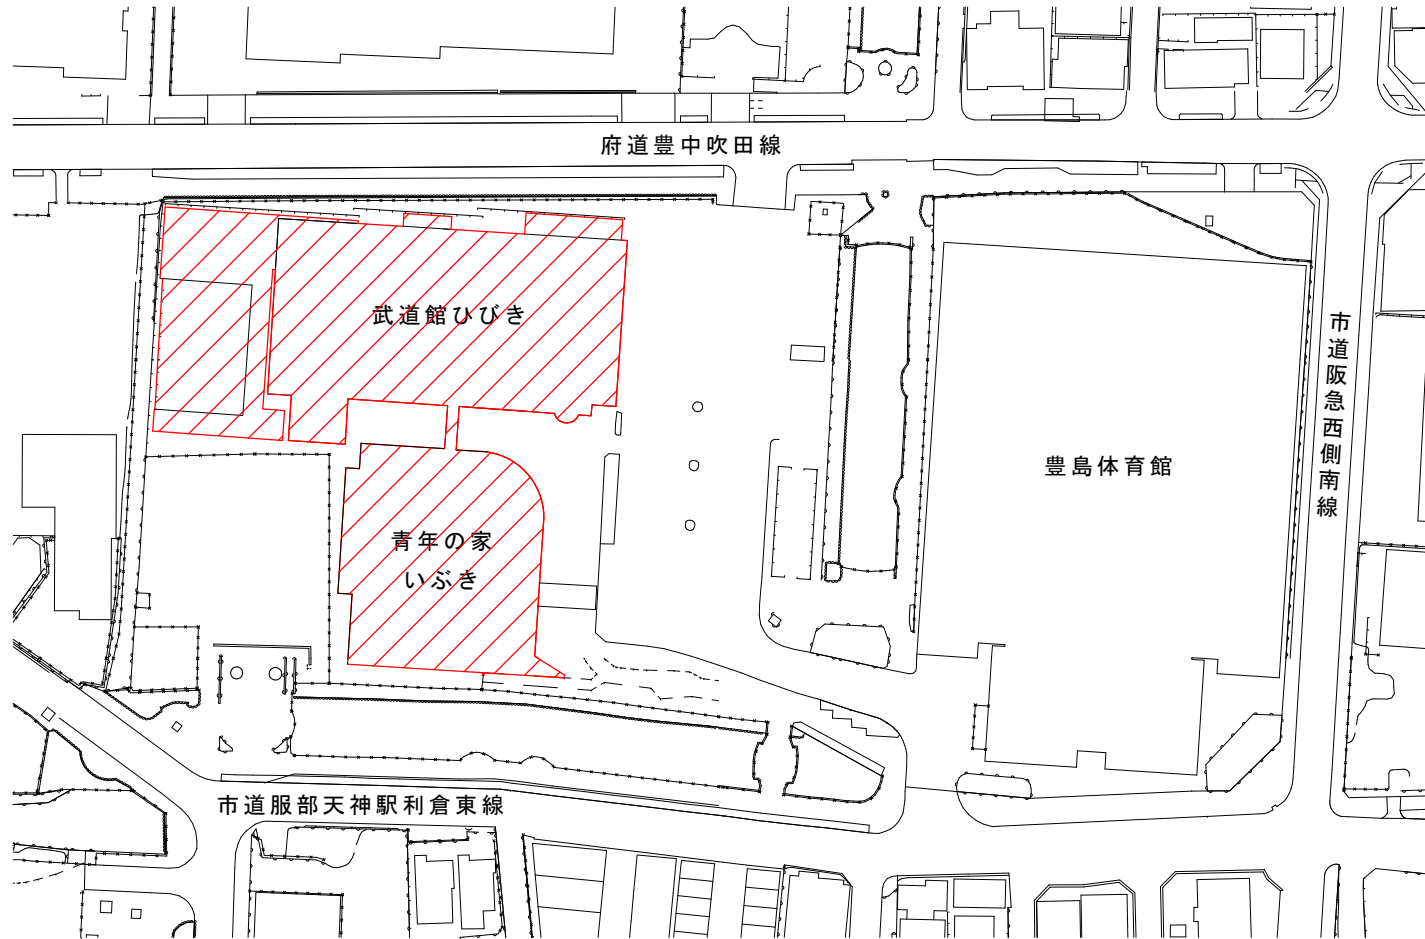 府道豊中吹田線
武道館ひびき
市道阪急西側南線
豊島体育館
青年の家
いぶき
市道服部天神駅利倉東線